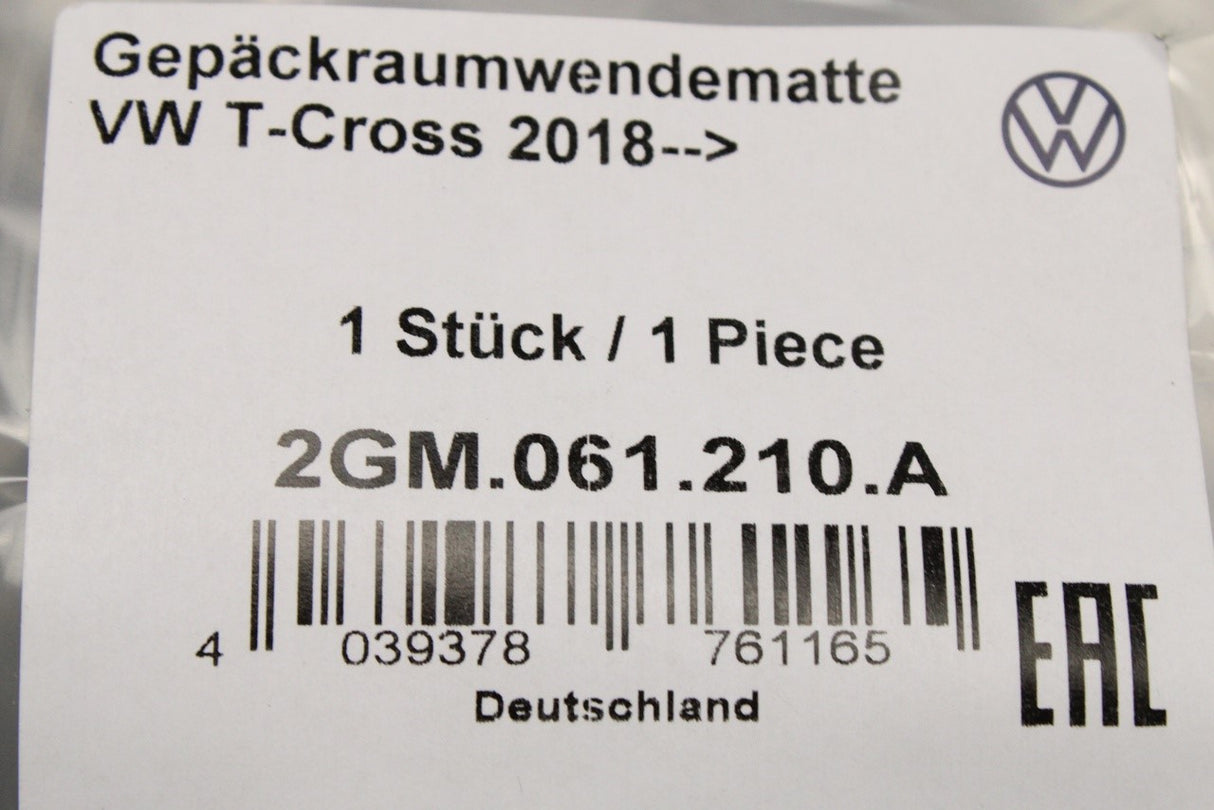 Gepäckraumwendematte
VW T-Cross 2018-->
1 Stück / 1 Piece
2GM.061.210.A
4 039378 761165
Deutschland
EAC